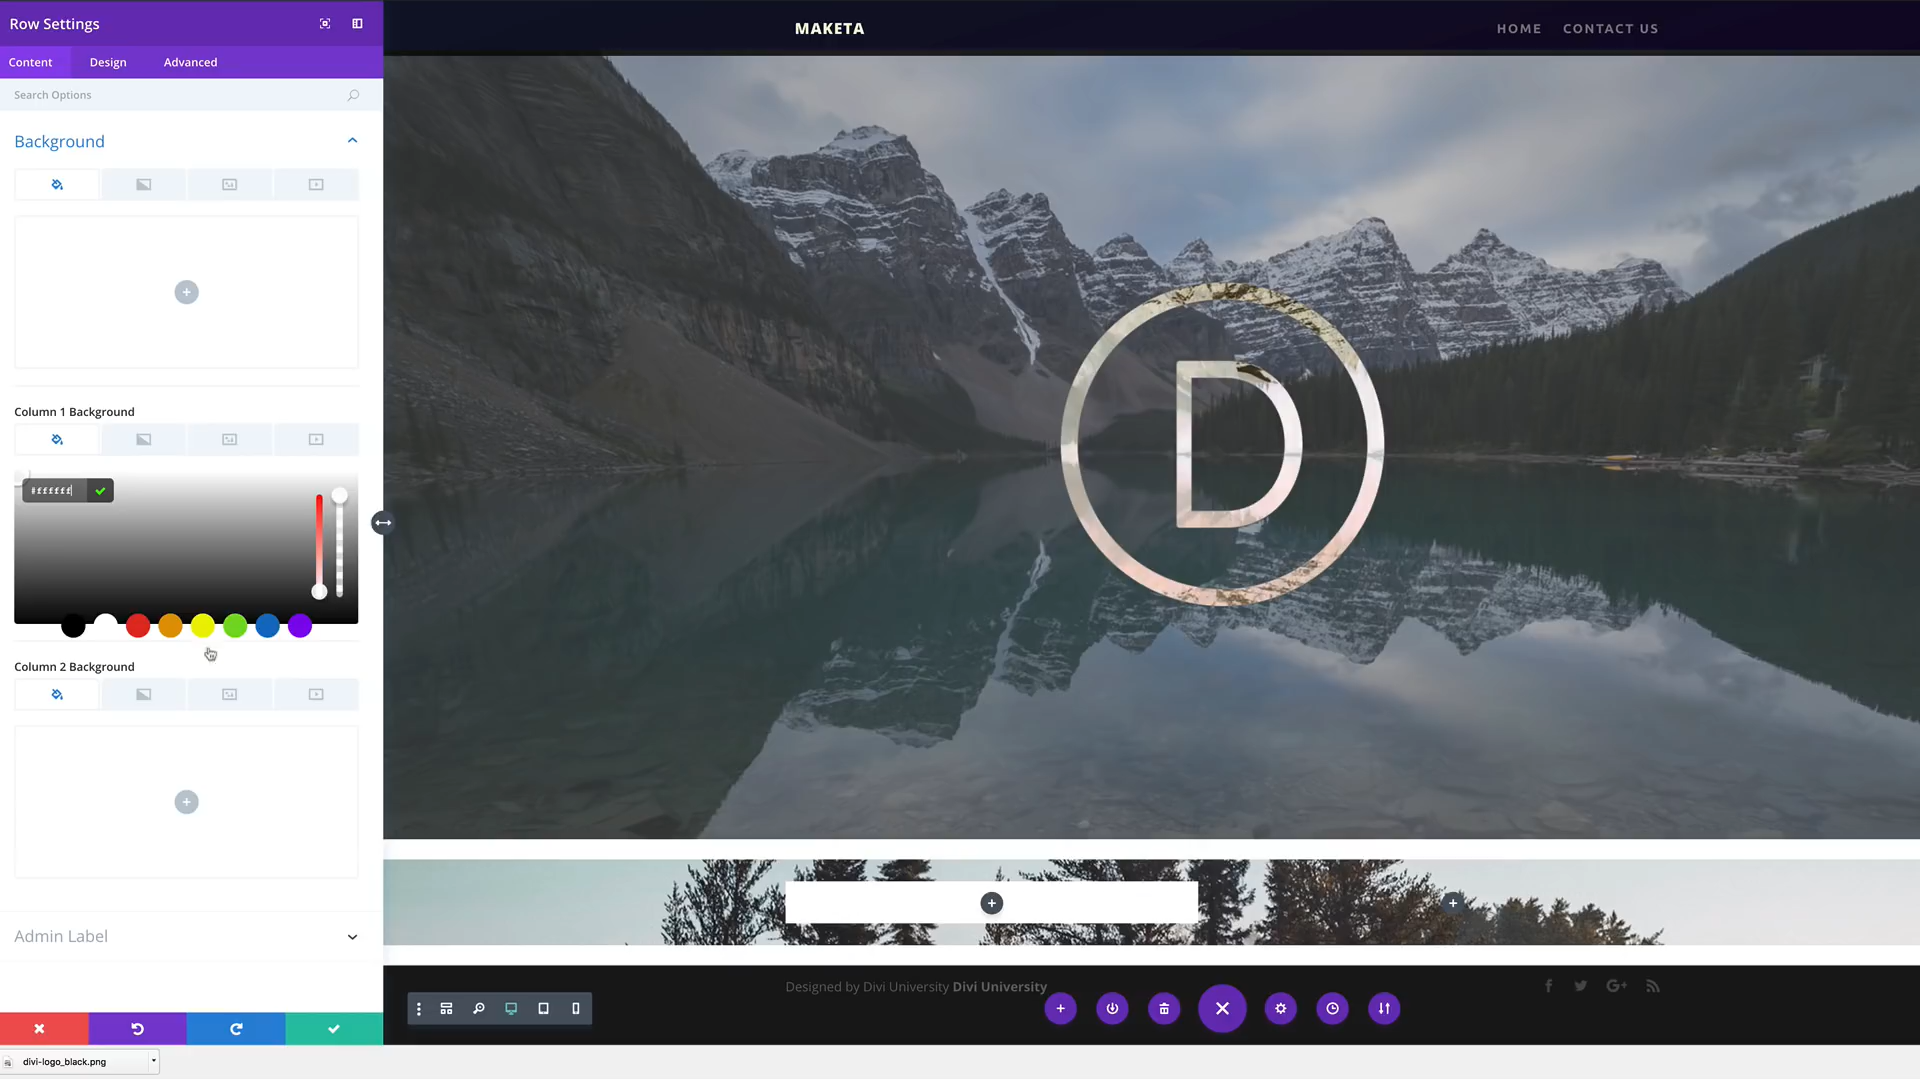 Row Settings
MAKETA
HOME
CONTACT US
Content
Design
Advanced
Search Options
Background
Column 1 Background
#ffffff
D
Column 2 Background
Admin Label
Designed by Divi University Divi University
divi-logo_black.png